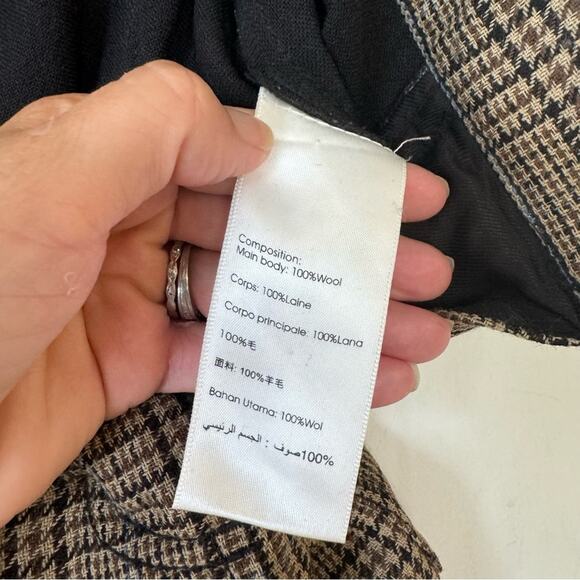 Composition:
Main body: 100%Wool
Corps: 100%Laine
Corpo principale: 100%Lana
100%毛
面料: 100%羊毛
Bahan Utama: 100%Wol
100%صوف : الجسم الرئيسي